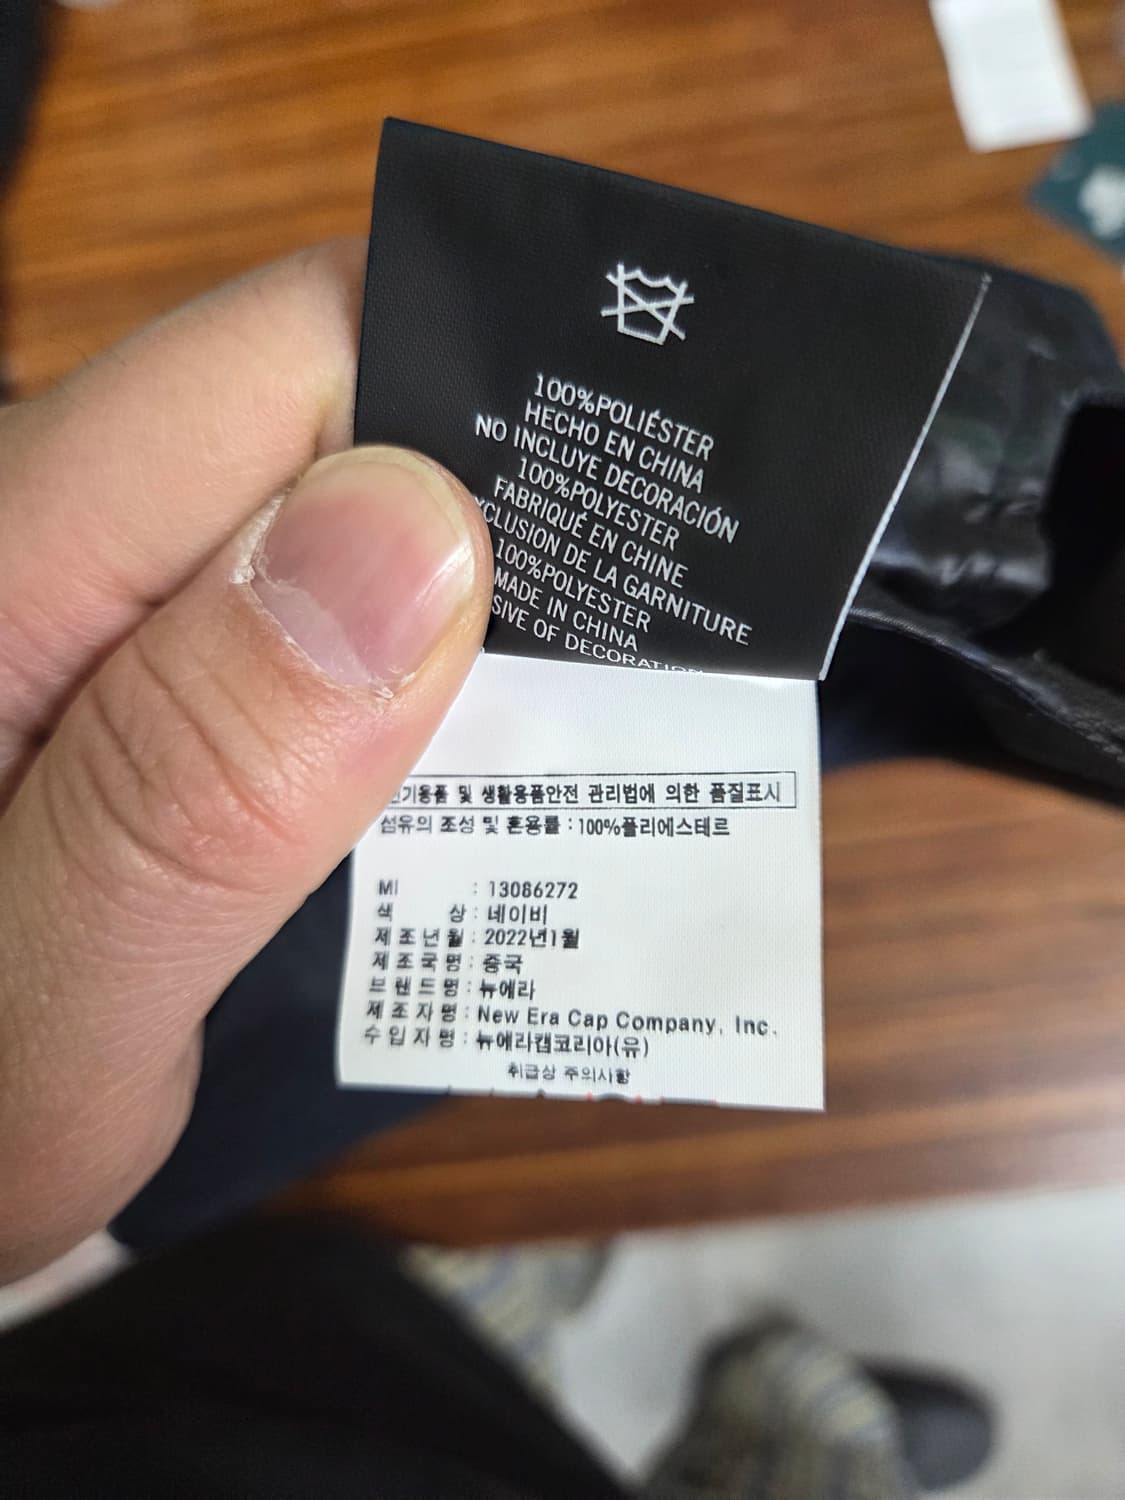 100%POLIÉSTER
HECHO EN CHINA
NO INCLUYE DECORACIÓN
100%POLYESTER
FABRIQUÉ EN CHINE
XCLUSION DE LA GARNITURE
100%POLYESTER
MADE IN CHINA
SIVE OF DECORATION
기용품 및 생활용품안전 관리법에 의한 품질표시
섬유의 조성 및 혼용률 : 100%폴리에스테르
MI : 13086272
색 상 : 네이비
제 조 년 월 : 2022년1월
제 조 국 명 : 중국
브 랜 드 명 : 뉴에라
제 조 자 명 : New Era Cap Company, Inc.
수 입 자 명 : 뉴에라캡코리아(유)
취급상 주의사항